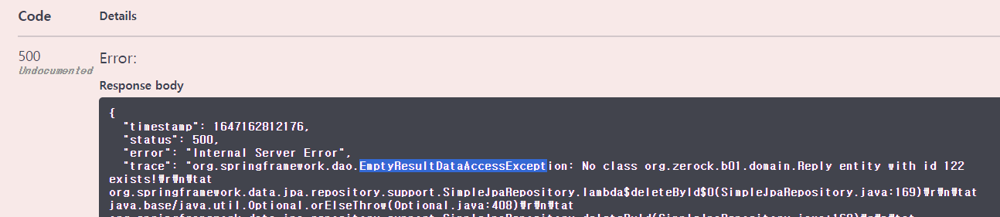 Code Details
500 Error:
Undocumented
Response body
{
"timestamp": 1647162812176,
"status": 500,
"error": "Internal Server Error",
"trace": "org.springframework.dao.EmptyResultDataAccessException: No class org.zerock.b01.domain.Reply entity with id 122
exists!₩r₩n₩tat
org.springframework.data.jpa.repository.support.SimpleJpaRepository.lambda$deleteById$0(SimpleJpaRepository.java:169)₩r₩n₩tat
java.base/java.util.Optional.orElseThrow(Optional.java:408)₩r₩n₩tat